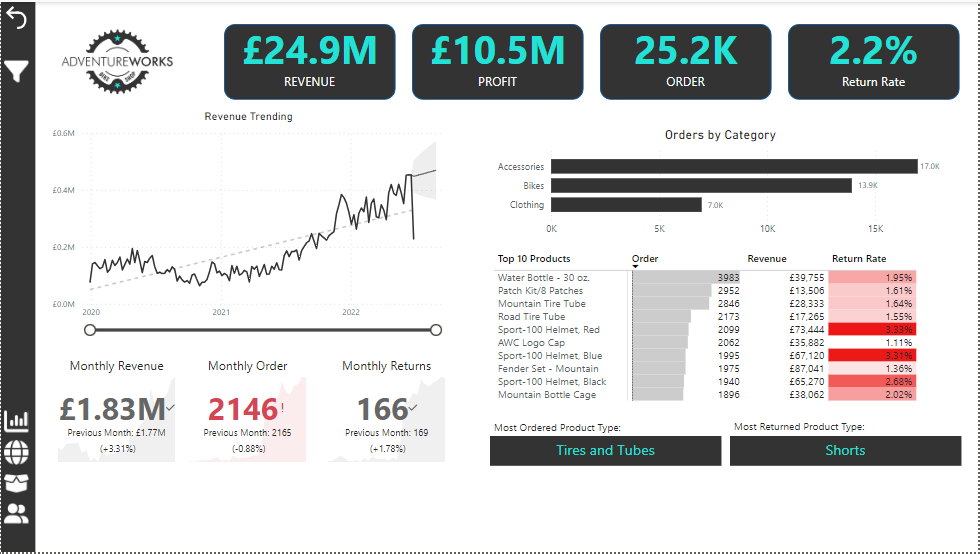 ADVENTUREWORKS
BIKE SHOP
£24.9M
REVENUE
£10.5M
PROFIT
25.2K
ORDER
2.2%
Return Rate
Revenue Trending
£0.6M
£0.4M
£0.2M
£0.0M
2020 2021 2022
Orders by Category
Accessories 17.0K
Bikes 13.9K
Clothing 7.0K
0K 5K 10K 15K
Top 10 Products Order Revenue Return Rate
Water Bottle - 30 oz. 3983 £39,755 1.95%
Patch Kit/8 Patches 2952 £13,506 1.61%
Mountain Tire Tube 2846 £28,333 1.64%
Road Tire Tube 2173 £17,265 1.55%
Sport-100 Helmet, Red 2099 £73,444 3.33%
AWC Logo Cap 2062 £35,882 1.11%
Sport-100 Helmet, Blue 1995 £67,120 3.31%
Fender Set - Mountain 1975 £87,041 1.36%
Sport-100 Helmet, Black 1940 £65,270 2.68%
Mountain Bottle Cage 1896 £38,062 2.02%
Monthly Revenue
£1.83M
Previous Month: £1.77M
(+3.31%)
Monthly Order
2146!
Previous Month: 2165
(-0.88%)
Monthly Returns
166
Previous Month: 169
(+1.78%)
Most Ordered Product Type:
Tires and Tubes
Most Returned Product Type:
Shorts